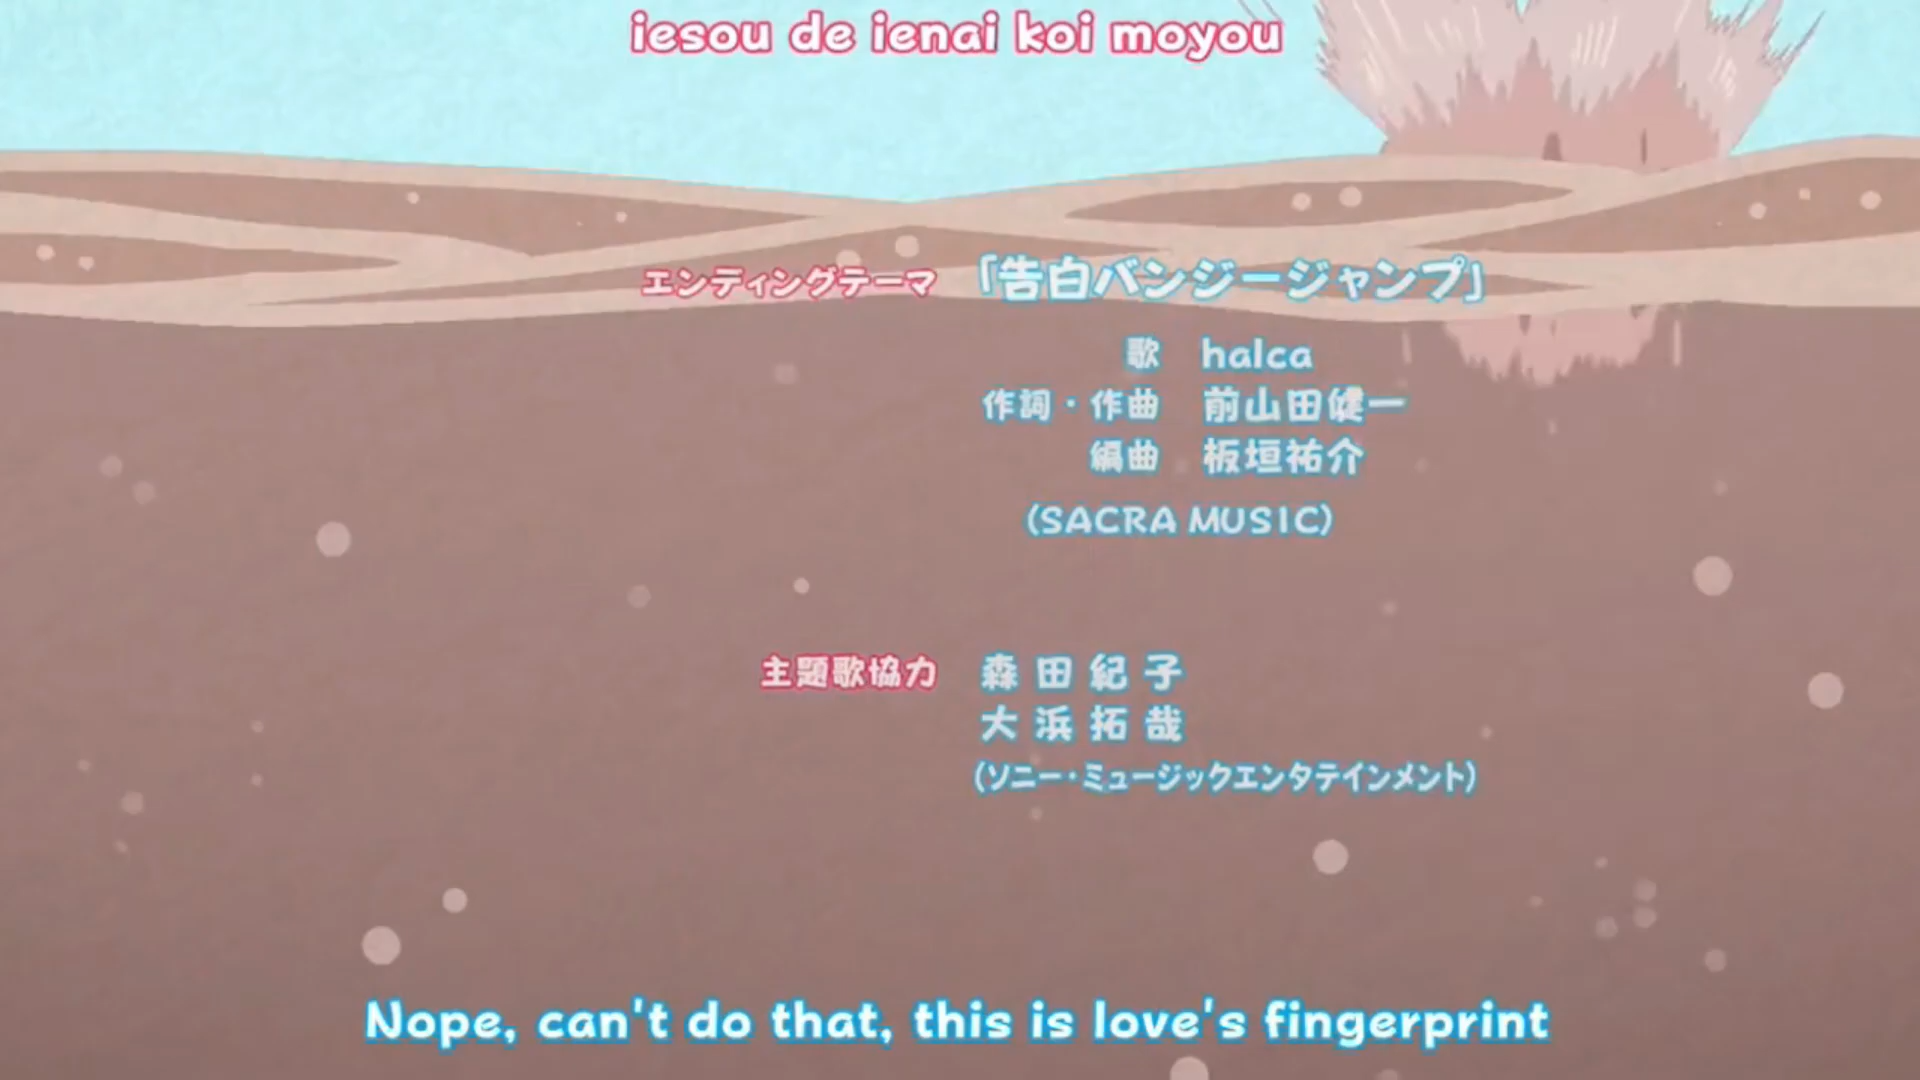 iesou de ienai koi moyou
エンディングテーマ 「告白バンジージャンプ」
歌 halca
作詞・作曲 前山田健一
編曲 板垣祐介
(SACRA MUSIC)
主題歌協力 森田紀子
大浜拓哉
(ソニー・ミュージックエンタテインメント)
Nope, can't do that, this is love's fingerprint